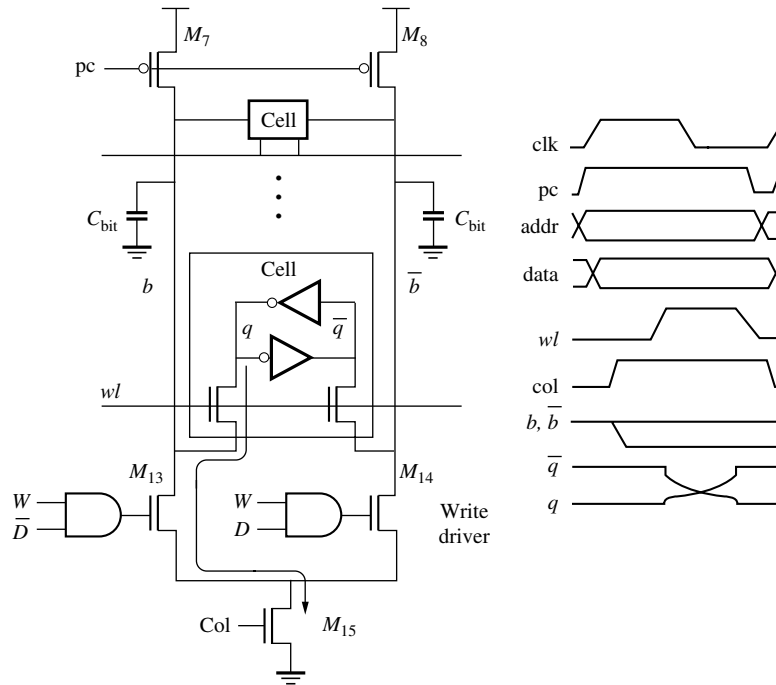 M7
M8
pc
Cell
Cbit
Cbit
b
Cell
b̅
q
q̅
wl
M13
M14
W
D̅
W
D
Write
driver
Col
M15
clk
pc
addr
data
wl
col
b, b̅
q̅
q